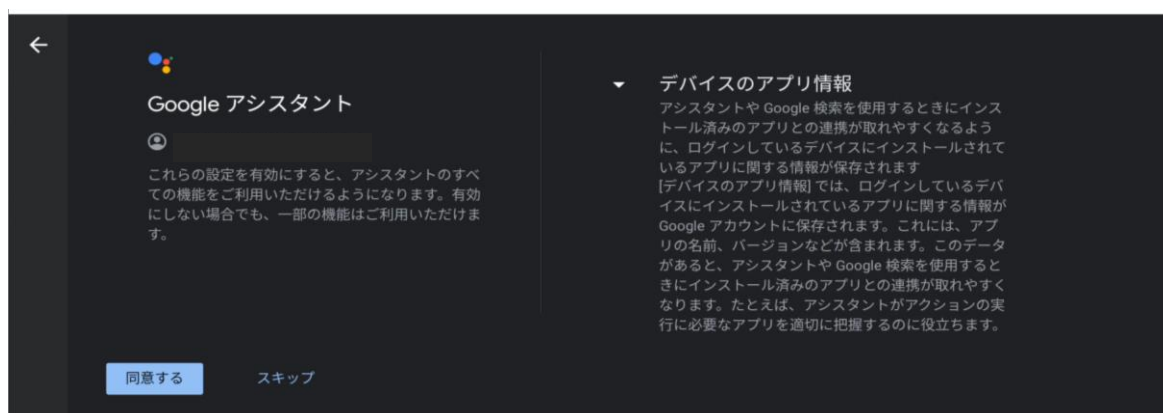 Google アシスタント
これらの設定を有効にすると、アシスタントのすべ
ての機能をご利用いただけるようになります。有効
にしない場合でも、一部の機能はご利用いただけま
す。
同意する
スキップ
デバイスのアプリ情報
アシスタントや Google 検索を使用するときにインス
トール済みのアプリとの連携が取れやすくなるよう
に、ログインしているデバイスにインストールされて
いるアプリに関する情報が保存されます
[デバイスのアプリ情報] では、ログインしているデバ
イスにインストールされているアプリに関する情報が
Google アカウントに保存されます。これには、アプ
リの名前、バージョンなどが含まれます。このデータ
があると、アシスタントや Google 検索を使用すると
きにインストール済みのアプリとの連携が取れやすく
なります。たとえば、アシスタントがアクションの実
行に必要なアプリを適切に把握するのに役立ちます。